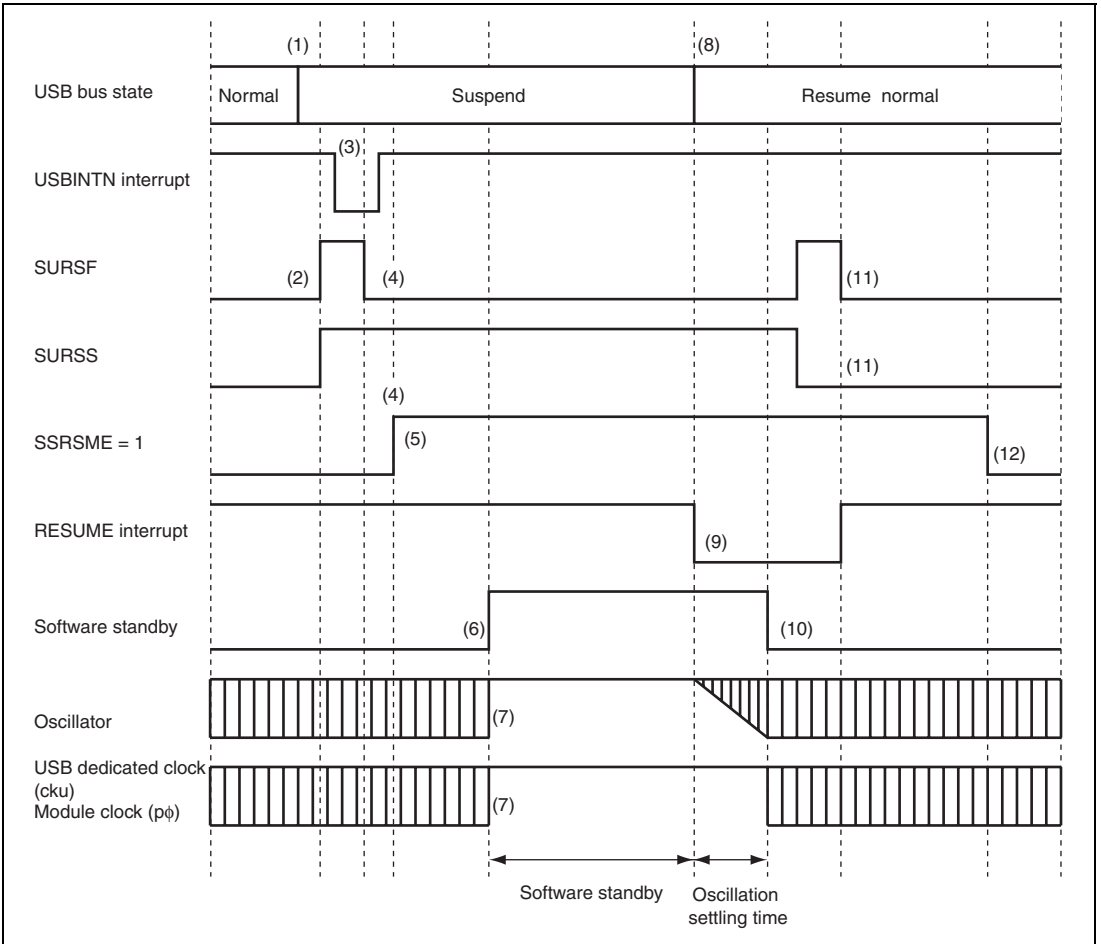 (1) (8)
USB bus state Normal Suspend Resume normal
(3)
USBINTN interrupt
SURSF
(2) (4) (11)
SURSS
(11)
(4)
SSRSME = 1 (5) (12)
RESUME interrupt
(9)
Software standby (6) (10)
Oscillator (7)
USB dedicated clock
(cku)
Module clock (pϕ) (7)
Software standby Oscillation
settling time